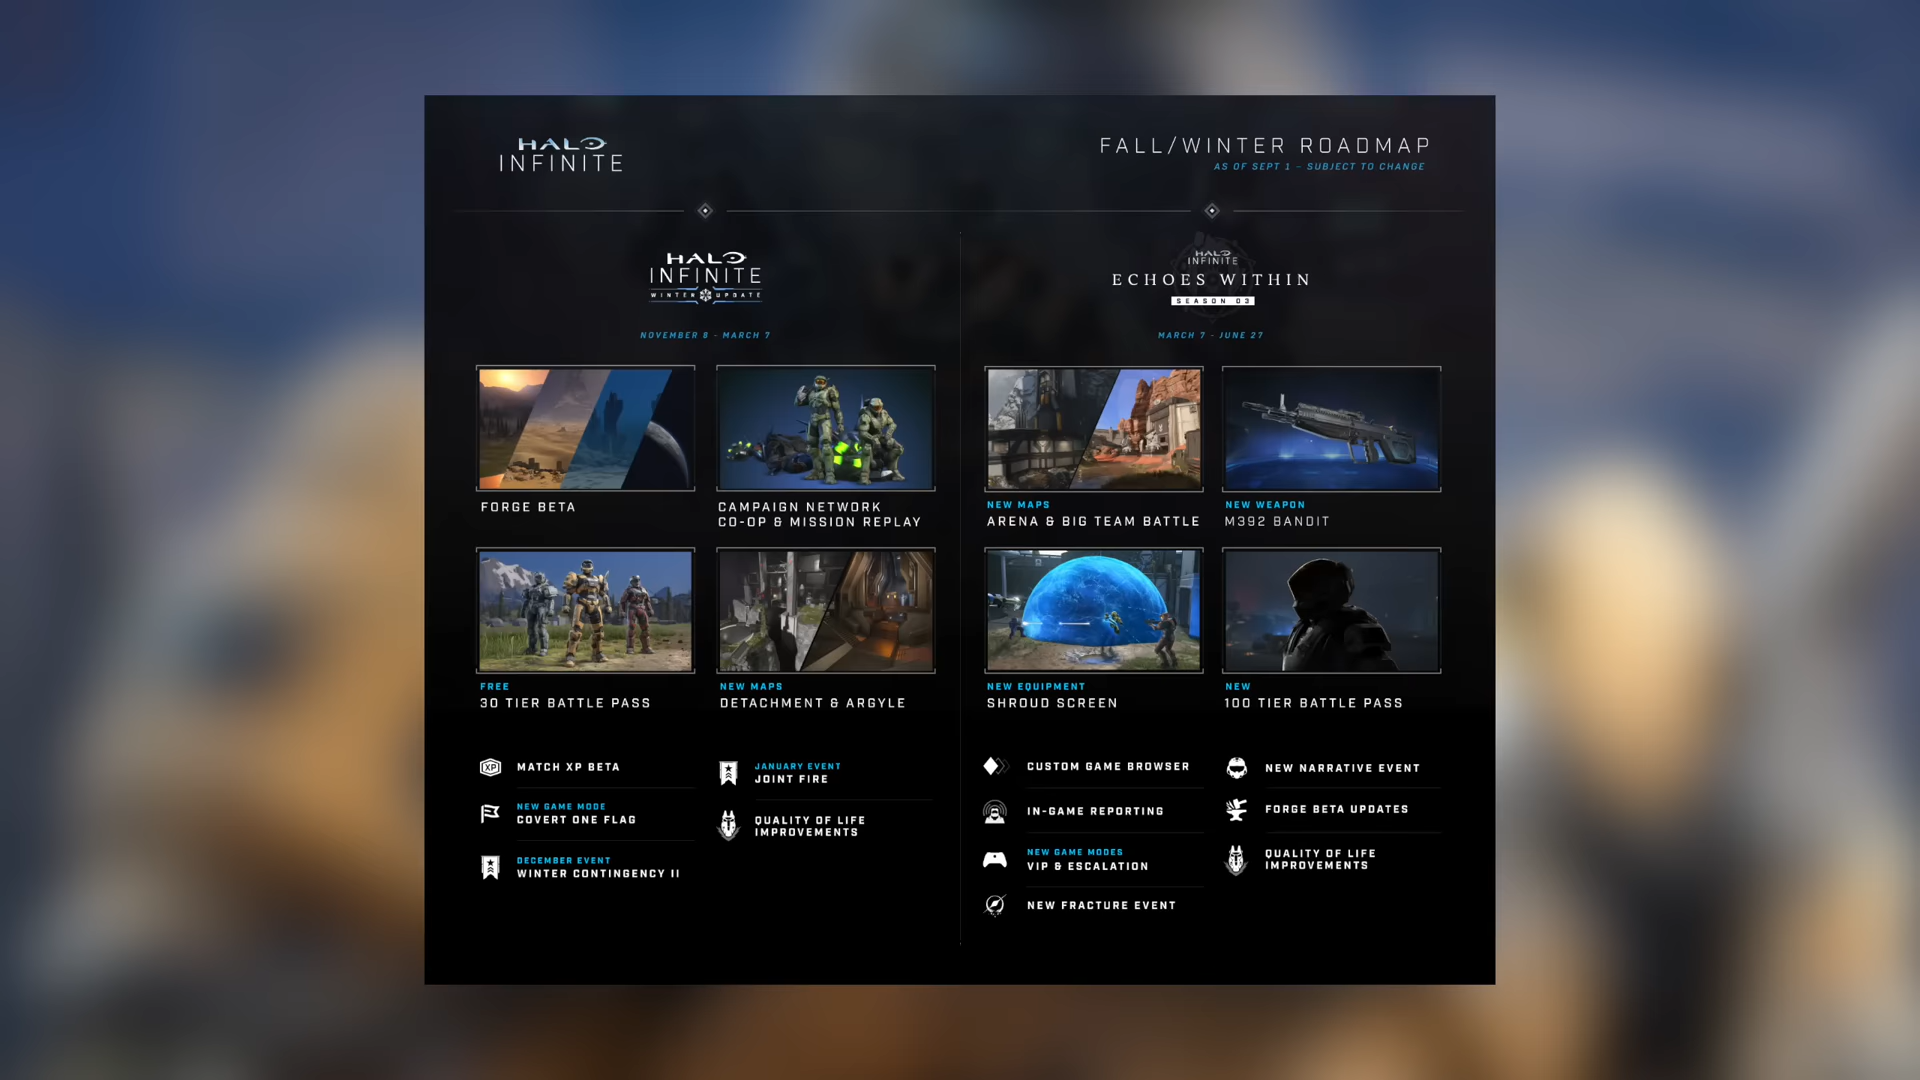 HALO
INFINITE
FALL/WINTER ROADMAP
AS OF SEPT 1 - SUBJECT TO CHANGE
HALO
INFINITE
WINTER UPDATE
NOVEMBER 8 - MARCH 7
FORGE BETA
CAMPAIGN NETWORK
CO-OP & MISSION REPLAY
FREE
30 TIER BATTLE PASS
NEW MAPS
DETACHMENT & ARGYLE
XP
MATCH XP BETA
NEW GAME MODE
COVERT ONE FLAG
DECEMBER EVENT
WINTER CONTINGENCY II
JANUARY EVENT
JOINT FIRE
QUALITY OF LIFE
IMPROVEMENTS
HALO
INFINITE
ECHOES WITHIN
SEASON 03
MARCH 7 - JUNE 27
NEW MAPS
ARENA & BIG TEAM BATTLE
NEW WEAPON
M392 BANDIT
NEW EQUIPMENT
SHROUD SCREEN
NEW
100 TIER BATTLE PASS
CUSTOM GAME BROWSER
IN-GAME REPORTING
NEW GAME MODES
VIP & ESCALATION
NEW FRACTURE EVENT
NEW NARRATIVE EVENT
FORGE BETA UPDATES
QUALITY OF LIFE
IMPROVEMENTS